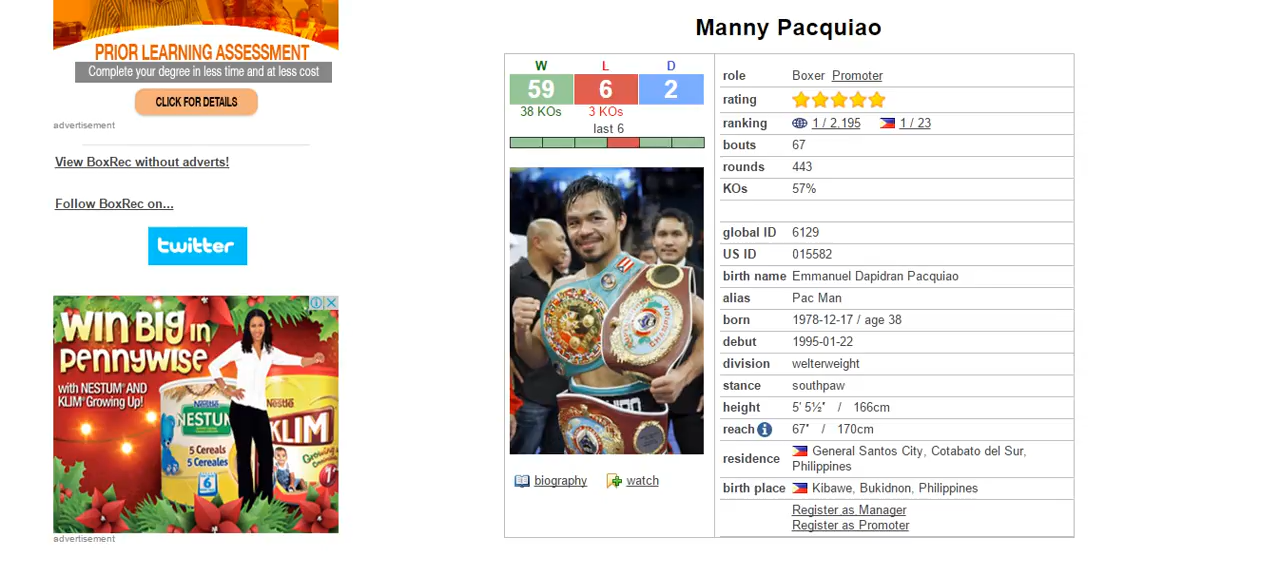 PRIOR LEARNING ASSESSMENT
Complete your degree in less time and at less cost
CLICK FOR DETAILS
advertisement
View BoxRec without adverts!
Follow BoxRec on...
twitter
WIN BIG IN
PENNYWISE
with NESTUM® AND
KLIM® Growing Up!
Nestlé
NESTUM
5 Cereals
5 Céréales
6
Nestlé
KLIM
Growing
1+
advertisement
Manny Pacquiao
W L D
59 6 2
38 KOs 3 KOs
last 6
CHAMPION
biography watch
role Boxer Promoter
rating
ranking 1 / 2,195 1 / 23
bouts 67
rounds 443
KOs 57%
global ID 6129
US ID 015582
birth name Emmanuel Dapidran Pacquiao
alias Pac Man
born 1978-12-17 / age 38
debut 1995-01-22
division welterweight
stance southpaw
height 5′ 5½″ / 166cm
reach 67″ / 170cm
residence General Santos City, Cotabato del Sur,
Philippines
birth place Kibawe, Bukidnon, Philippines
Register as Manager
Register as Promoter